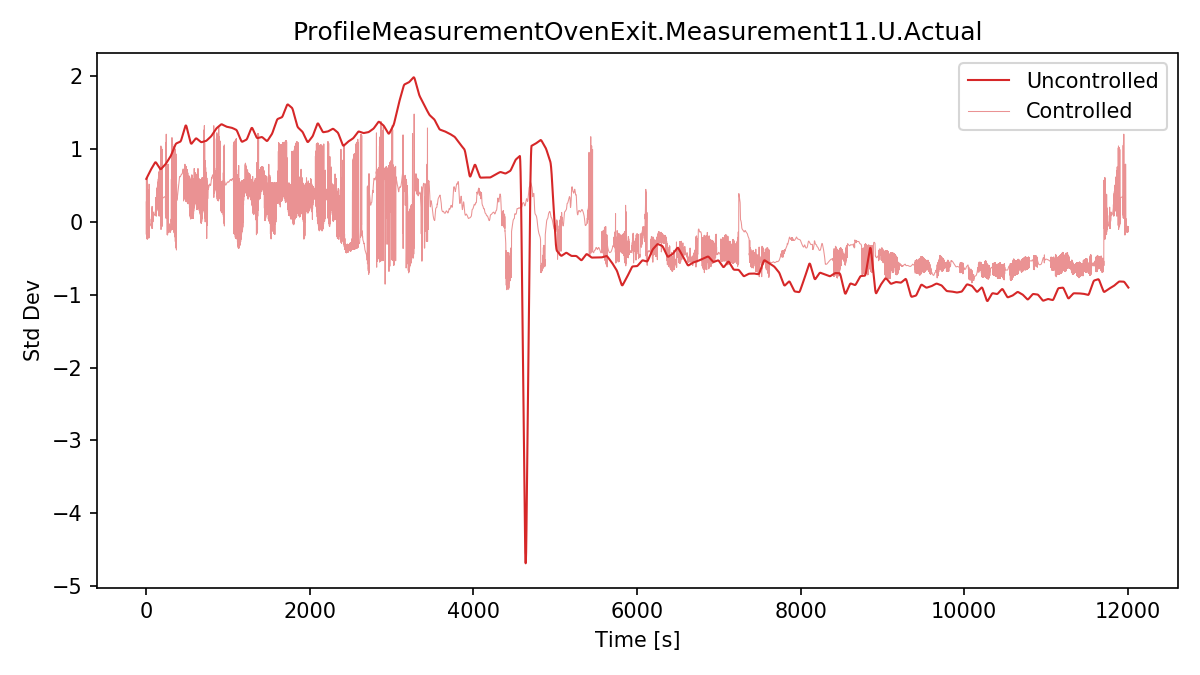 ProfileMeasurementOvenExit.Measurement11.U.Actual
Uncontrolled
Controlled
Std Dev
2
1
0
−1
−2
−3
−4
−5
0 2000 4000 6000 8000 10000 12000
Time [s]